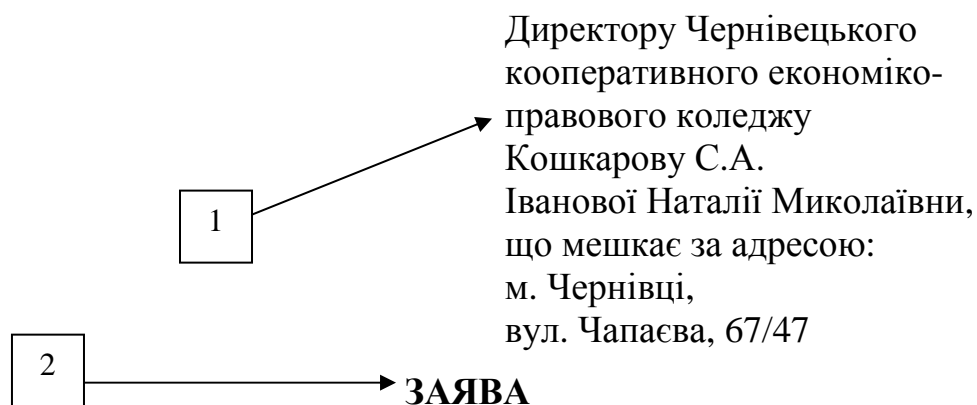 Директору Чернівецького
кооперативного економіко-
правового коледжу
Кошкарову С.А.
1
Іванової Наталії Миколаївни,
що мешкає за адресою:
м. Чернівці,
вул. Чапаєва, 67/47
2
ЗАЯВА